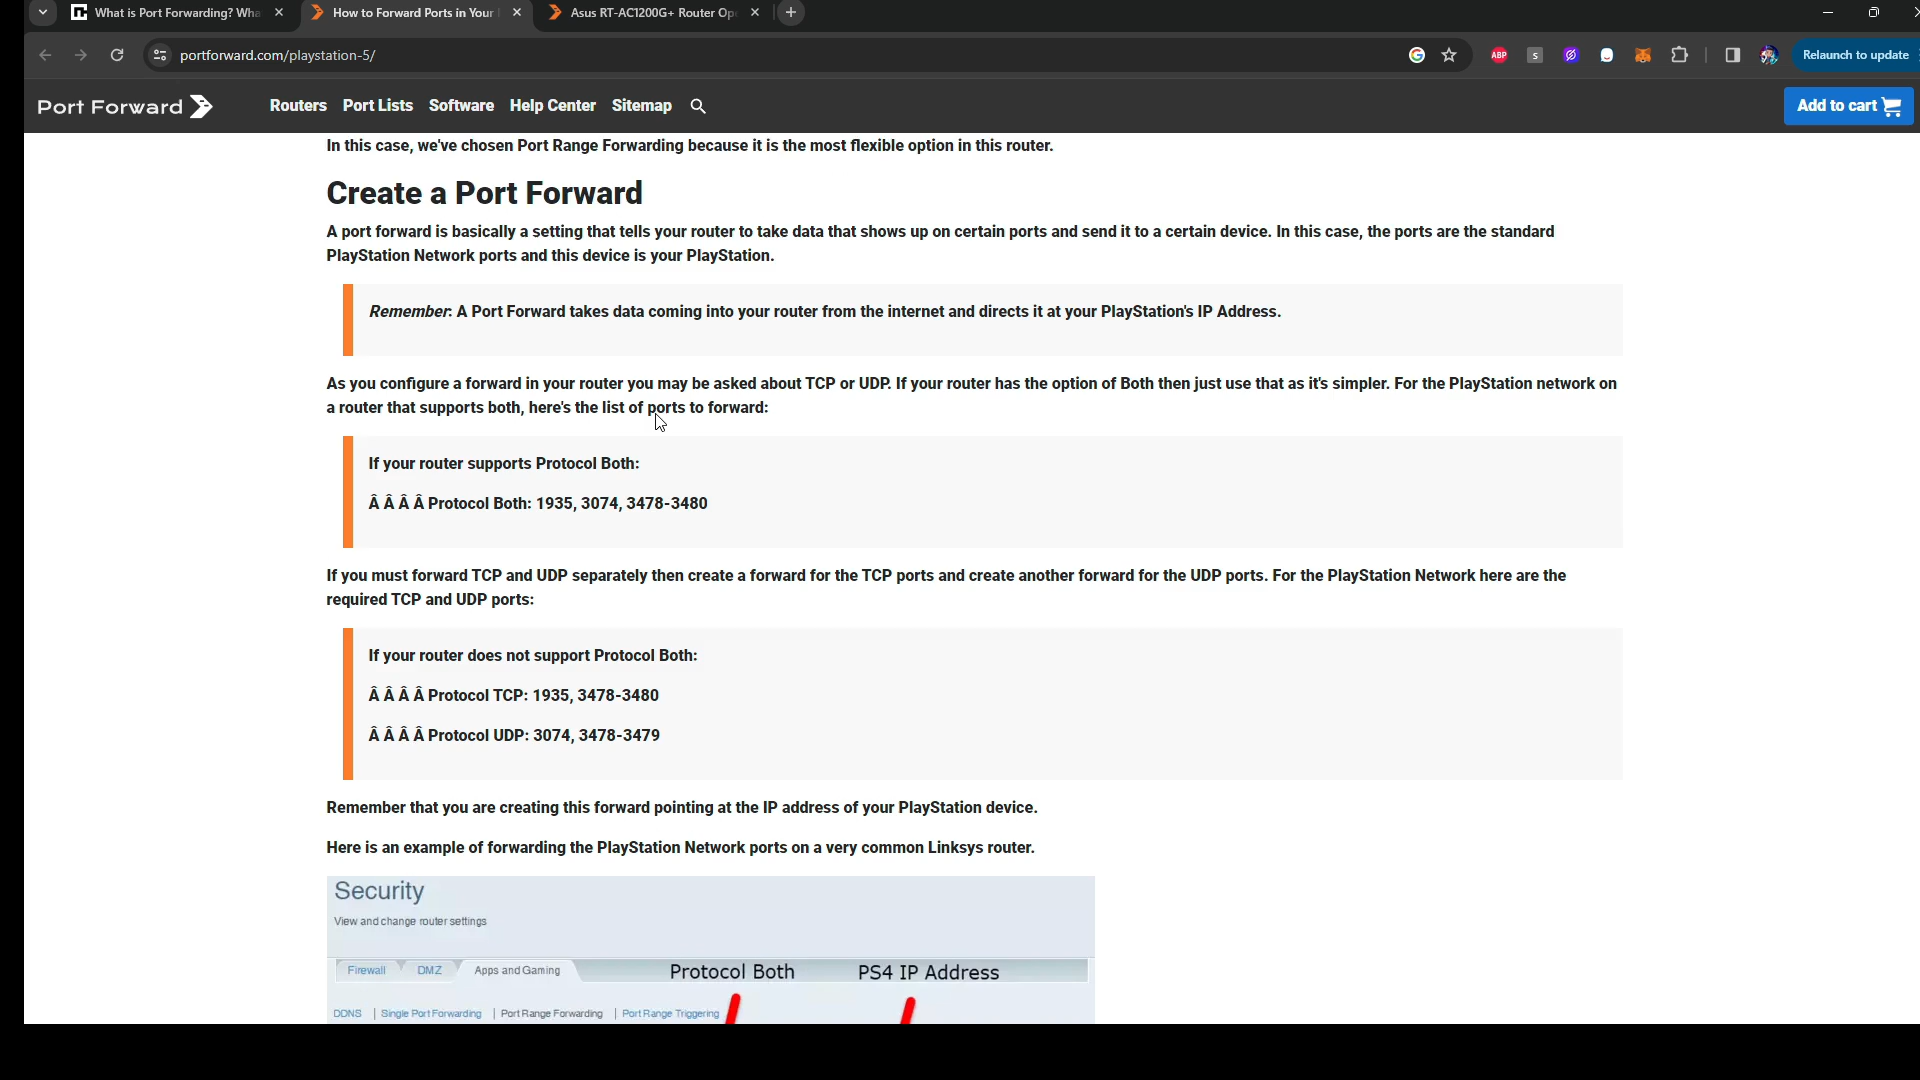 What is Port Forwarding? Wha
How to Forward Ports in Your
Asus RT-AC1200G+ Router Op
portforward.com/playstation-5/
ABP
S
Relaunch to update
Port Forward
Routers
Port Lists
Software
Help Center
Sitemap
Add to cart
In this case, we've chosen Port Range Forwarding because it is the most flexible option in this router.
Create a Port Forward
A port forward is basically a setting that tells your router to take data that shows up on certain ports and send it to a certain device. In this case, the ports are the standard
PlayStation Network ports and this device is your PlayStation.
Remember: A Port Forward takes data coming into your router from the internet and directs it at your PlayStation's IP Address.
As you configure a forward in your router you may be asked about TCP or UDP. If your router has the option of Both then just use that as it's simpler. For the PlayStation network on
a router that supports both, here's the list of ports to forward:
If your router supports Protocol Both:
Â Â Â Â Protocol Both: 1935, 3074, 3478-3480
If you must forward TCP and UDP separately then create a forward for the TCP ports and create another forward for the UDP ports. For the PlayStation Network here are the
required TCP and UDP ports:
If your router does not support Protocol Both:
Â Â Â Â Protocol TCP: 1935, 3478-3480
Â Â Â Â Protocol UDP: 3074, 3478-3479
Remember that you are creating this forward pointing at the IP address of your PlayStation device.
Here is an example of forwarding the PlayStation Network ports on a very common Linksys router.
Security
View and change router settings
Firewall
DMZ
Apps and Gaming
Protocol Both
PS4 IP Address
DDNS | Single Port Forwarding | Port Range Forwarding | Port Range Triggering